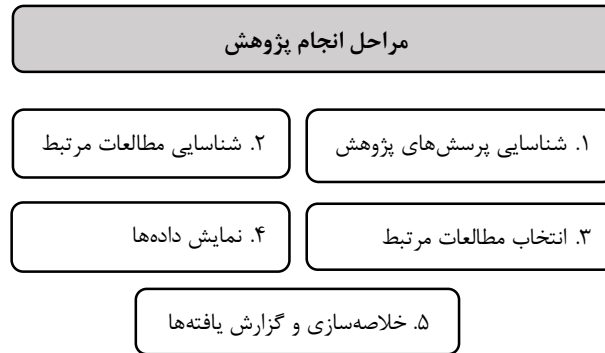 مراحل انجام پژوهش
۱. شناسایی پرسش‌های پژوهش
۲. شناسایی مطالعات مرتبط
۳. انتخاب مطالعات مرتبط
۴. نمایش داده‌ها
۵. خلاصه‌سازی و گزارش یافته‌ها